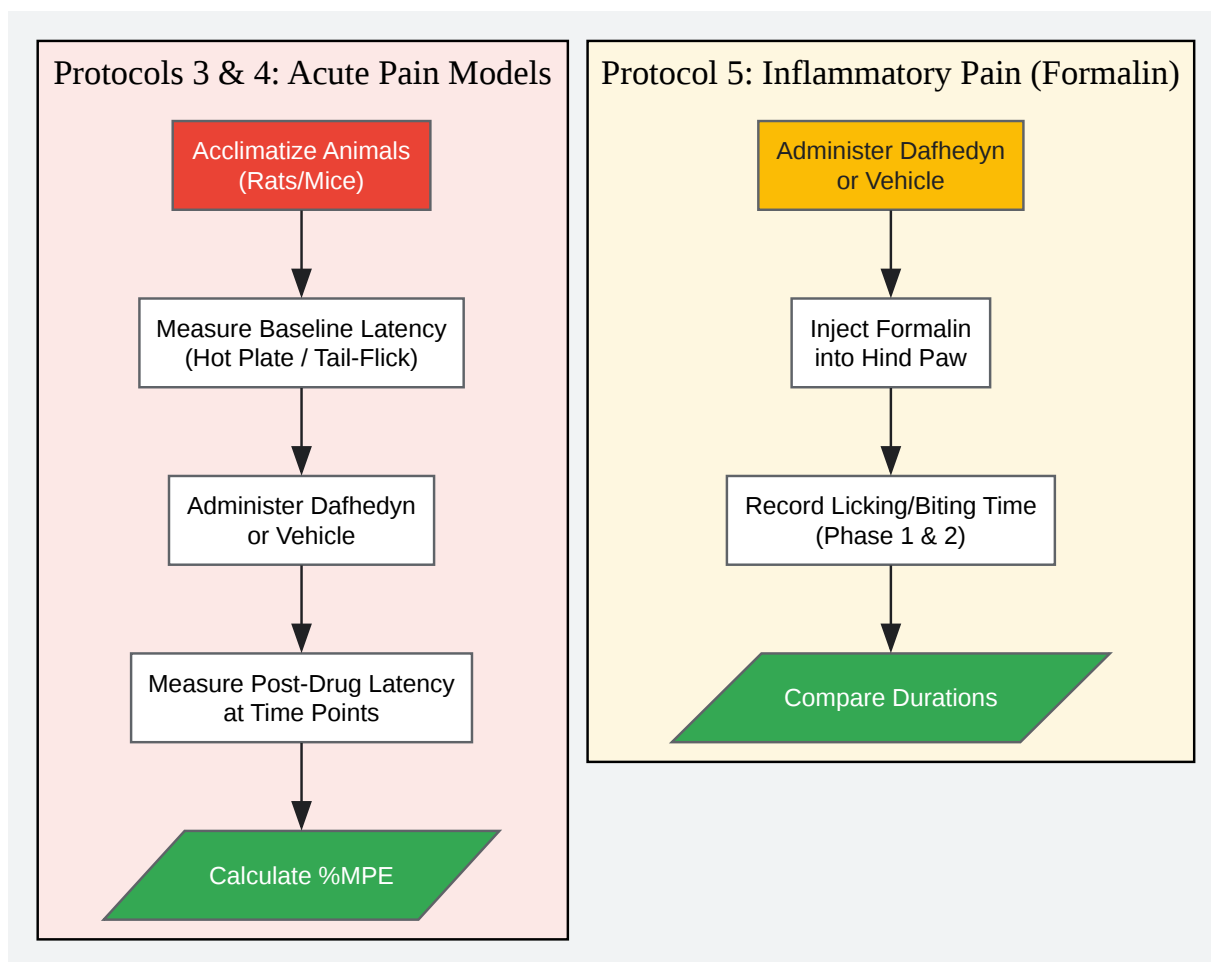 Protocols 3 & 4: Acute Pain Models
Acclimatize Animals
(Rats/Mice)
Measure Baseline Latency
(Hot Plate / Tail-Flick)
Administer Dafhedyn
or Vehicle
Measure Post-Drug Latency
at Time Points
Calculate %MPE
Protocol 5: Inflammatory Pain (Formalin)
Administer Dafhedyn
or Vehicle
Inject Formalin
into Hind Paw
Record Licking/Biting Time
(Phase 1 & 2)
Compare Durations